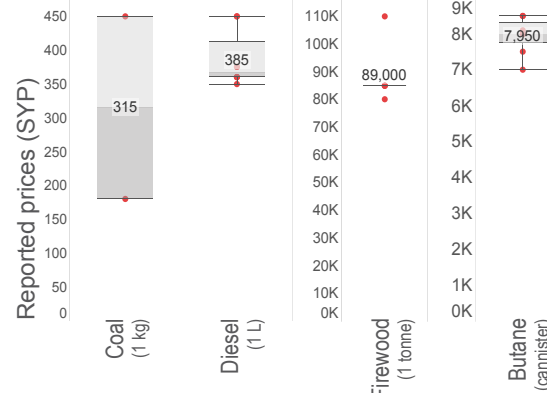 Reported prices (SYP)
450
400
350
300
250
200
150
100
50
0
315
385
Coal
(1 kg)
Diesel
(1 L)
110K
100K
90K
80K
70K
60K
50K
40K
30K
20K
10K
0K
89,000
Firewood
(1 tonne)
9K
8K
7K
6K
5K
4K
3K
2K
1K
0K
7,950
Butane
(cannister)